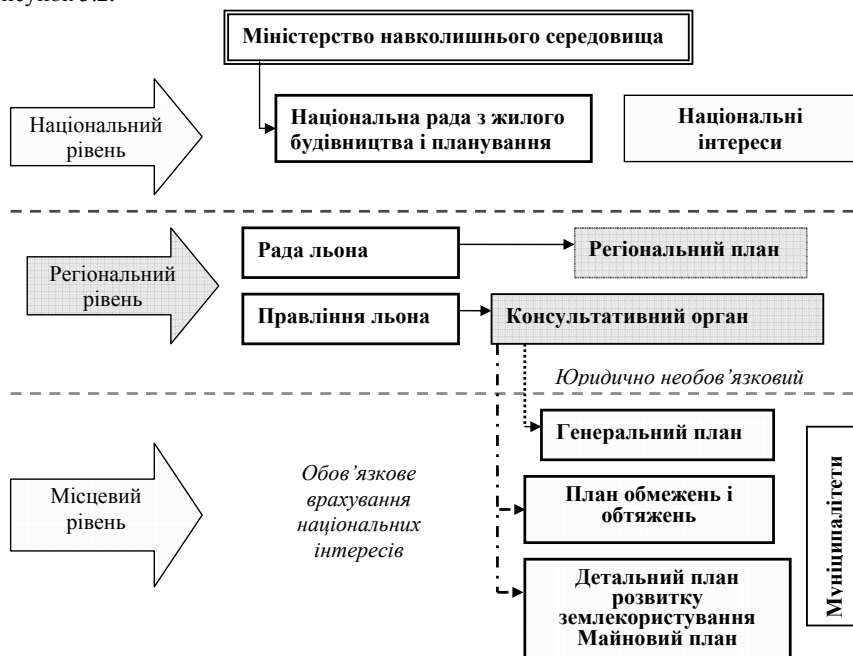 Міністерство навколишнього середовища
Національний
рівень
Національна рада з жилого
будівництва і планування
Національні
інтереси
Регіональний
рівень
Рада льона
Регіональний план
Правління льона
Консультативний орган
Юридично необов’язковий
Місцевий
рівень
Обов’язкове
врахування
національних
інтересів
Генеральний план
План обмежень і
обтяжень
Детальний план
розвитку
землекористування
Майновий план
Муніципалітети